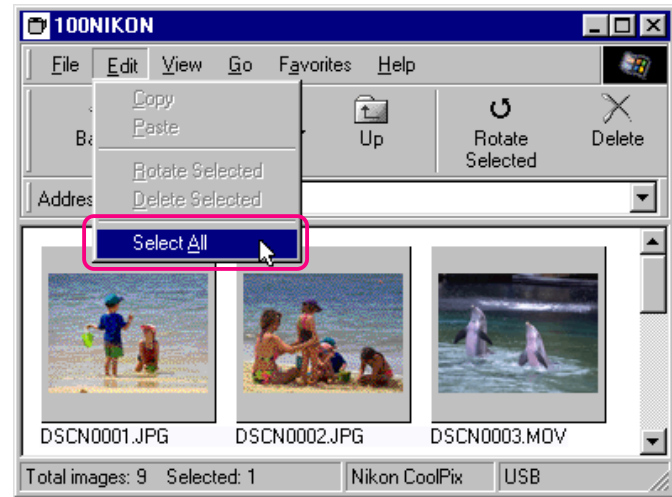 100NIKON
File Edit View Go Favorites Help
Copy
Paste
Rotate Selected
Delete Selected
Select All
Up
Rotate
Selected
Delete
Addres
DSCN0001.JPG DSCN0002.JPG DSCN0003.MOV
Total images: 9 Selected: 1 Nikon CoolPix USB